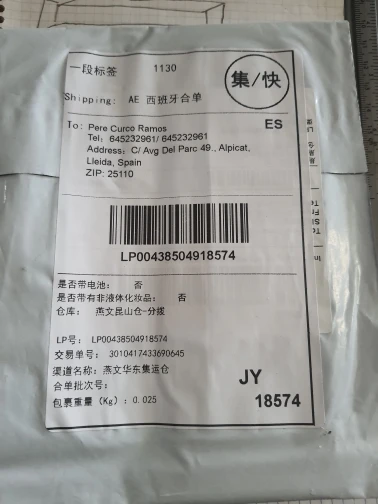 一段标签 1130
集/快
Shipping: AE 西班牙合单
To: Pere Curco Ramos ES
Tel: 645232961/ 645232961
Address: C/ Avg Del Parc 49., Alpicat,
Lleida, Spain
ZIP: 25110
LP00438504918574
是否带电池: 否
是否带有非液体化妆品: 否
仓库: 燕文昆山仓-分拨
LP号: LP00438504918574
交易单号: 3010417433690645
渠道名称: 燕文华东集运仓
合单批次号:
包裹重量 (Kg): 0.025
JY
18574